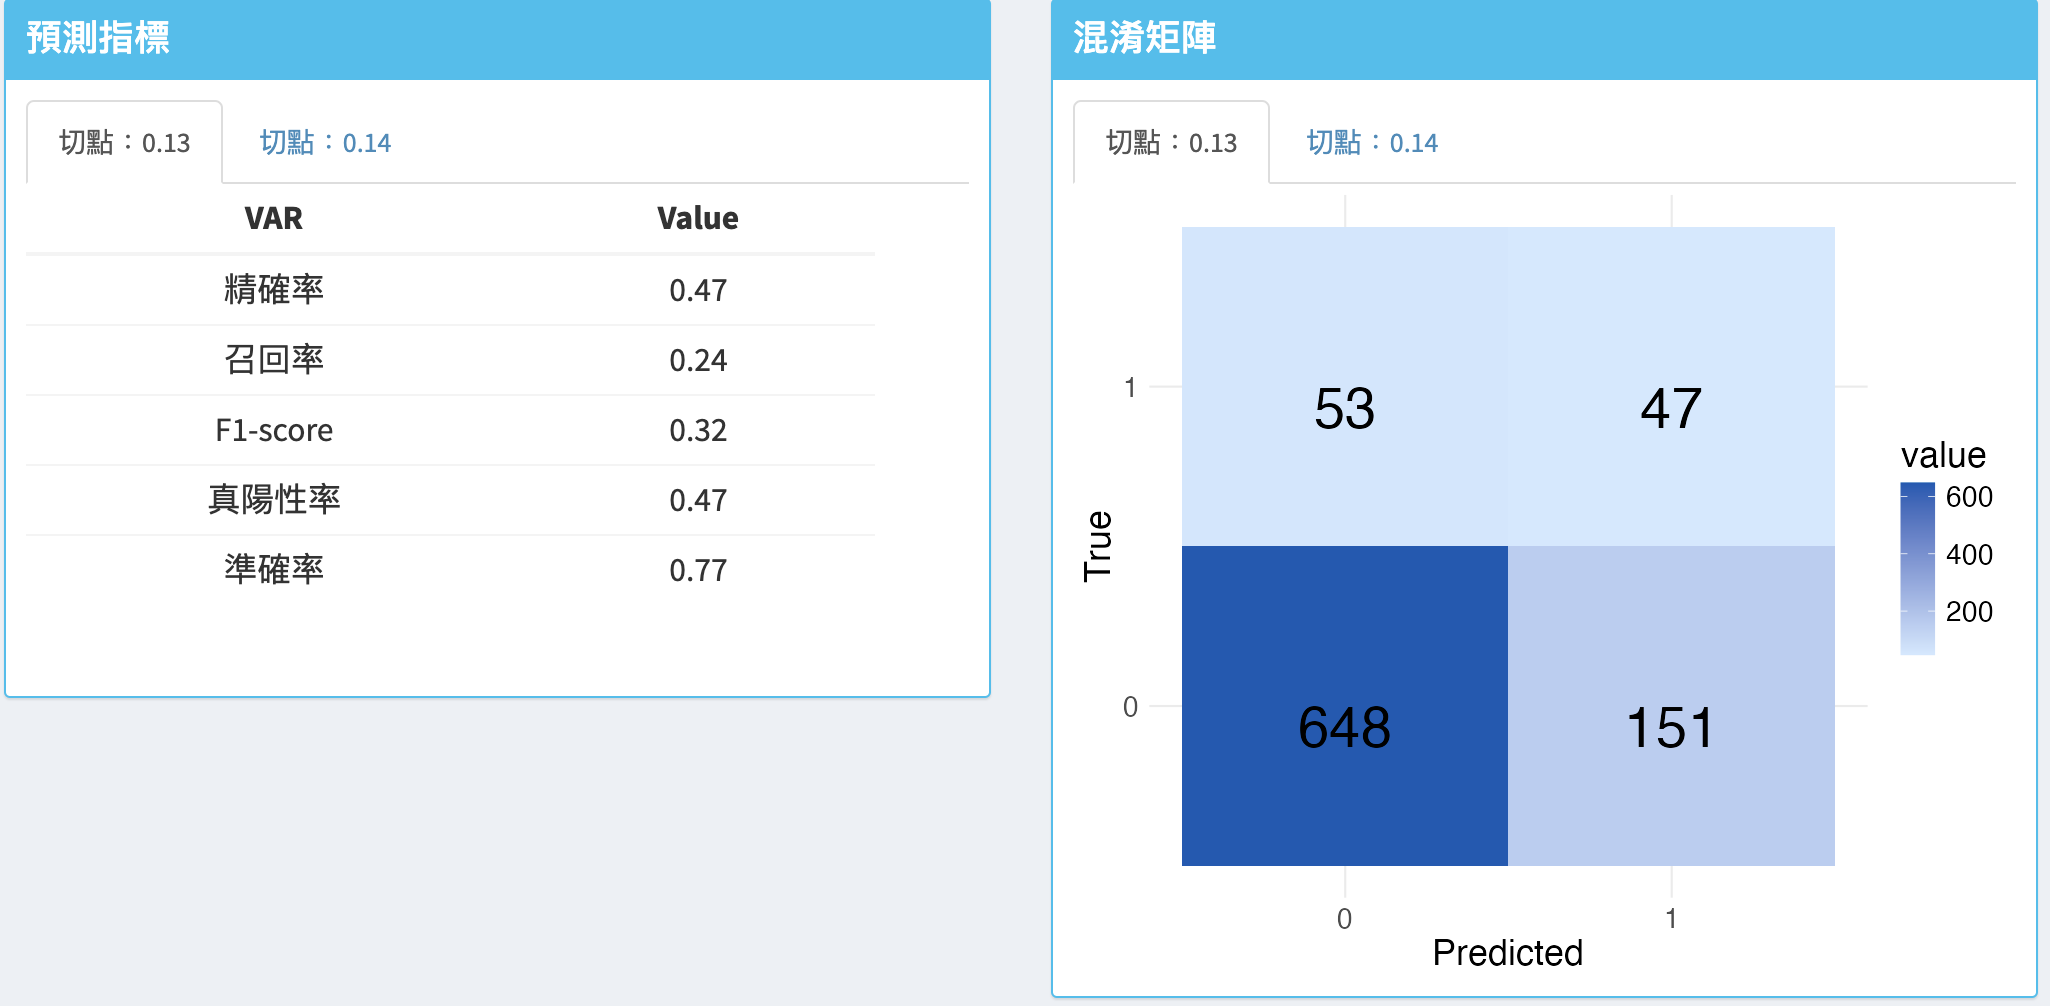 預測指標
切點：0.13 切點：0.14
VAR Value
精確率 0.47
召回率 0.24
F1-score 0.32
真陽性率 0.47
準確率 0.77
混淆矩陣
切點：0.13 切點：0.14
53 47
1
648 151
0
True
0 1
Predicted
value
600
400
200